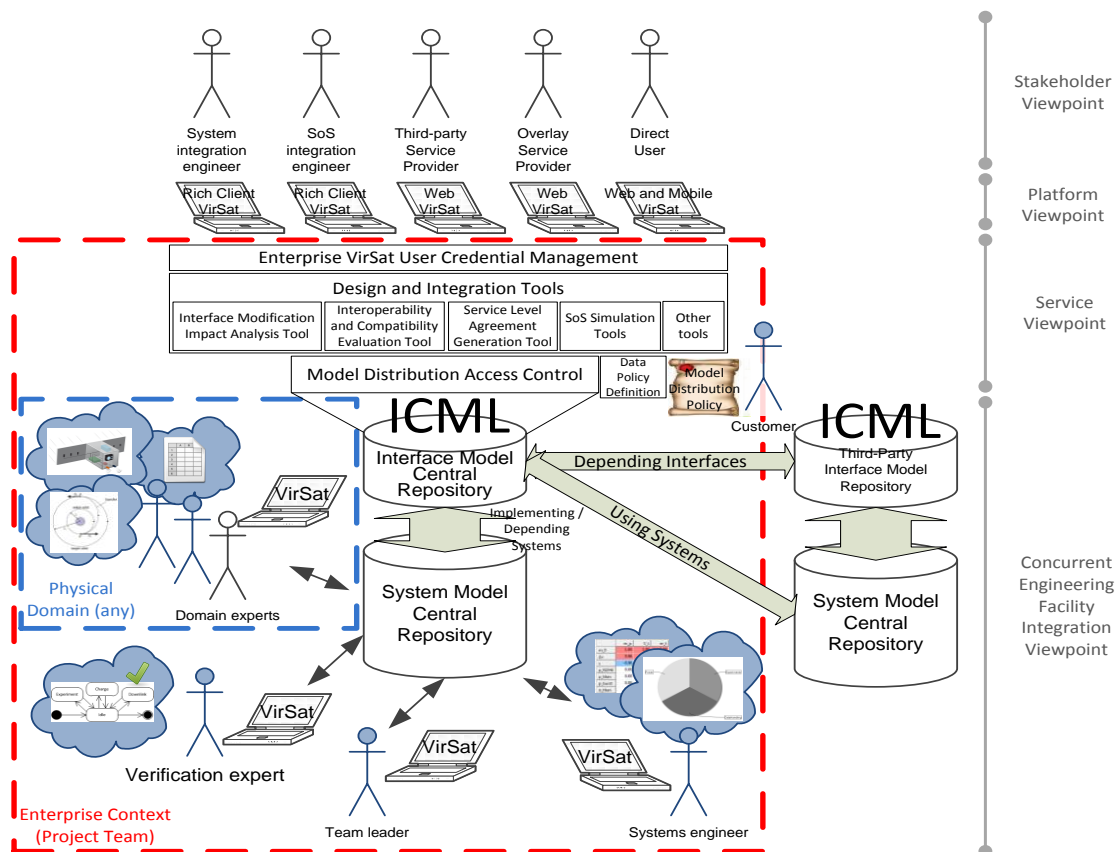 System
integration
engineer
SoS
integration
engineer
Third-party
Service
Provider
Overlay
Service
Provider
Direct
User
Stakeholder
Viewpoint
Rich Client
VirSat
Rich Client
VirSat
Web
VirSat
Web
VirSat
Web and Mobile
VirSat
Platform
Viewpoint
Enterprise VirSat User Credential Management
Design and Integration Tools
Interface Modification
Impact Analysis Tool
Interoperability
and Compatibility
Evaluation Tool
Service Level
Agreement
Generation Tool
SoS Simulation
Tools
Other
tools
Service
Viewpoint
Model Distribution Access Control
Data
Policy
Definition
Model
Distribution
Policy
Customer
ICML
Interface Model
Central
Repository
Depending Interfaces
ICML
Third-Party
Interface Model
Repository
Implementing /
Depending
Systems
Using Systems
VirSat
Physical
Domain (any)
Domain experts
System Model
Central
Repository
System Model
Central
Repository
Concurrent
Engineering
Facility
Integration
Viewpoint
Experiment
Charge
Downlink
Idle
VirSat
Verification expert
VirSat
Team leader
VirSat
Systems engineer
Enterprise Context
(Project Team)